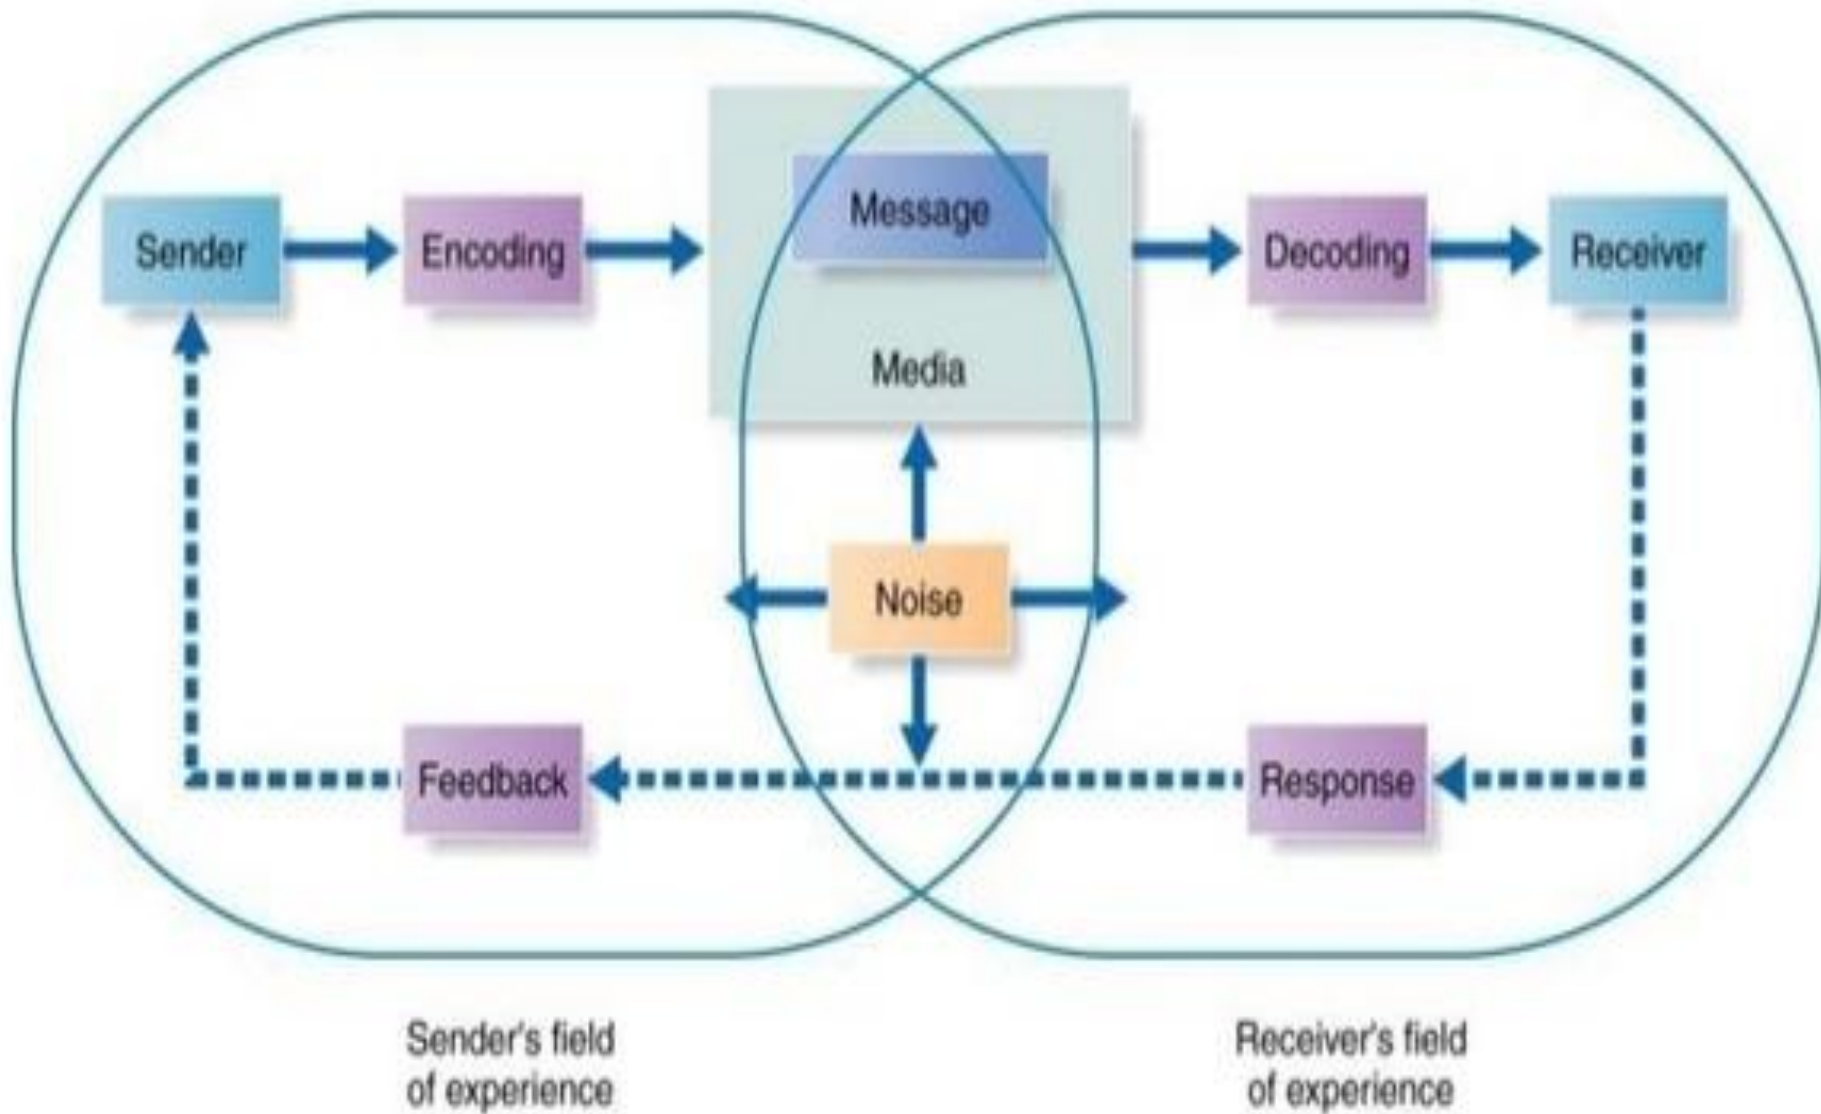 Message
Sender
Encoding
Decoding
Receiver
Media
Noise
Feedback
Response
Sender's field
of experience
Receiver's field
of experience